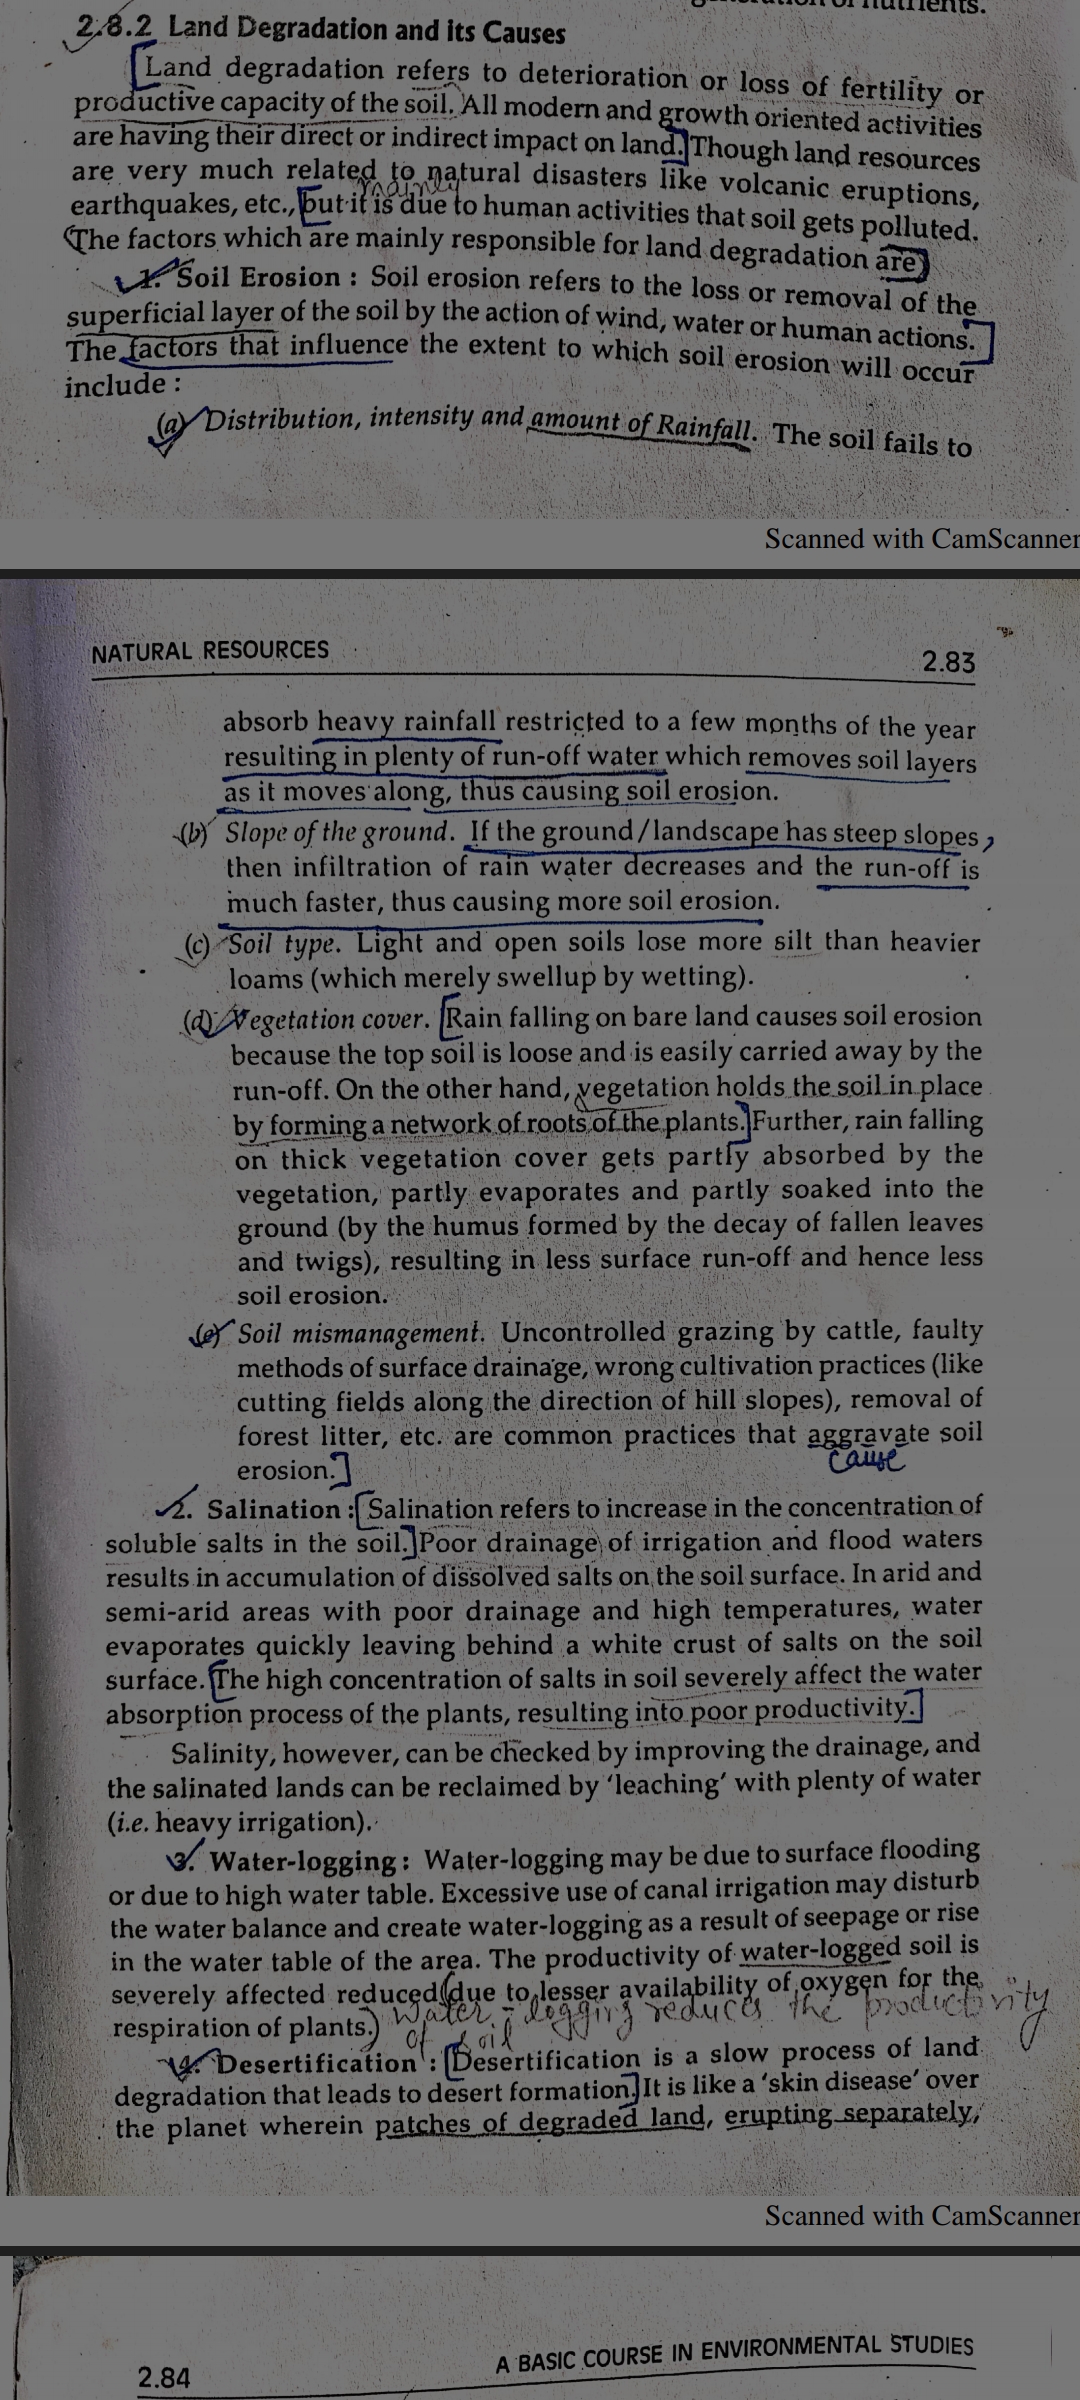 2.8.2 Land Degradation and its Causes
Land degradation refers to deterioration or loss of fertility or
productive capacity of the soil. All modern and growth oriented activities
are having their direct or indirect impact on land. Though land resources
are very much related to natural disasters like volcanic eruptions,
mainly
earthquakes, etc., but it is due to human activities that soil gets polluted.
The factors which are mainly responsible for land degradation are
1. Soil Erosion : Soil erosion refers to the loss or removal of the
superficial layer of the soil by the action of wind, water or human actions.
The factors that influence the extent to which soil erosion will occur
include :
(a) Distribution, intensity and amount of Rainfall. The soil fails to
Scanned with CamScanner
NATURAL RESOURCES 2.83
absorb heavy rainfall restricted to a few months of the year
resulting in plenty of run-off water which removes soil layers
as it moves along, thus causing soil erosion.
(b) Slope of the ground. If the ground/landscape has steep slopes,
then infiltration of rain water decreases and the run-off is
much faster, thus causing more soil erosion.
(c) Soil type. Light and open soils lose more silt than heavier
loams (which merely swellup by wetting).
(d) Vegetation cover. Rain falling on bare land causes soil erosion
because the top soil is loose and is easily carried away by the
run-off. On the other hand, vegetation holds the soil in place
by forming a network of roots of the plants. Further, rain falling
on thick vegetation cover gets partly absorbed by the
vegetation, partly evaporates and partly soaked into the
ground (by the humus formed by the decay of fallen leaves
and twigs), resulting in less surface run-off and hence less
soil erosion.
(e) Soil mismanagement. Uncontrolled grazing by cattle, faulty
methods of surface drainage, wrong cultivation practices (like
cutting fields along the direction of hill slopes), removal of
forest litter, etc. are common practices that aggravate soil
cause
erosion.
2. Salination : Salination refers to increase in the concentration of
soluble salts in the soil. Poor drainage of irrigation and flood waters
results in accumulation of dissolved salts on the soil surface. In arid and
semi-arid areas with poor drainage and high temperatures, water
evaporates quickly leaving behind a white crust of salts on the soil
surface. The high concentration of salts in soil severely affect the water
absorption process of the plants, resulting into poor productivity.
Salinity, however, can be checked by improving the drainage, and
the salinated lands can be reclaimed by 'leaching' with plenty of water
(i.e. heavy irrigation).
3. Water-logging : Water-logging may be due to surface flooding
or due to high water table. Excessive use of canal irrigation may disturb
the water balance and create water-logging as a result of seepage or rise
in the water table of the area. The productivity of water-logged soil is
severely affected reduced (due to lesser availability of oxygen for the
respiration of plants.) Water-logging reduces the productivity
of soil
4. Desertification : Desertification is a slow process of land
degradation that leads to desert formation. It is like a 'skin disease' over
the planet wherein patches of degraded land, erupting separately,
Scanned with CamScanner
2.84 A BASIC COURSE IN ENVIRONMENTAL STUDIES